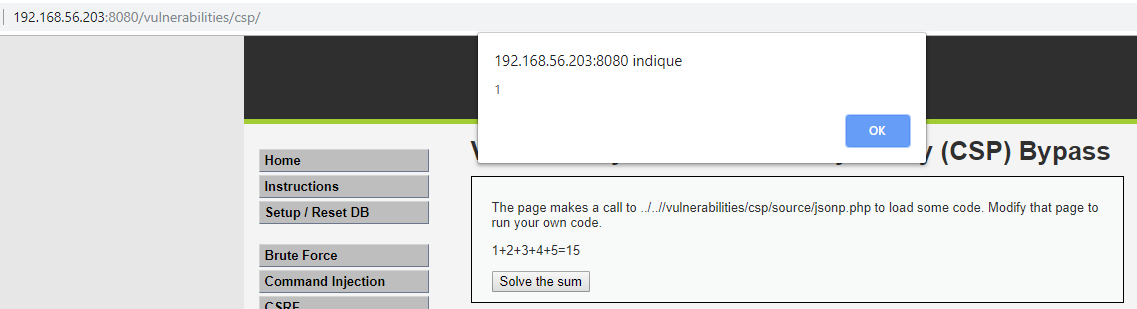 192.168.56.203:8080/vulnerabilities/csp/
192.168.56.203:8080 indique
1
OK
(CSP) Bypass
Home
Instructions
Setup / Reset DB
Brute Force
Command Injection
CSRF
The page makes a call to ../..//vulnerabilities/csp/source/jsonp.php to load some code. Modify that page to
run your own code.
1+2+3+4+5=15
Solve the sum